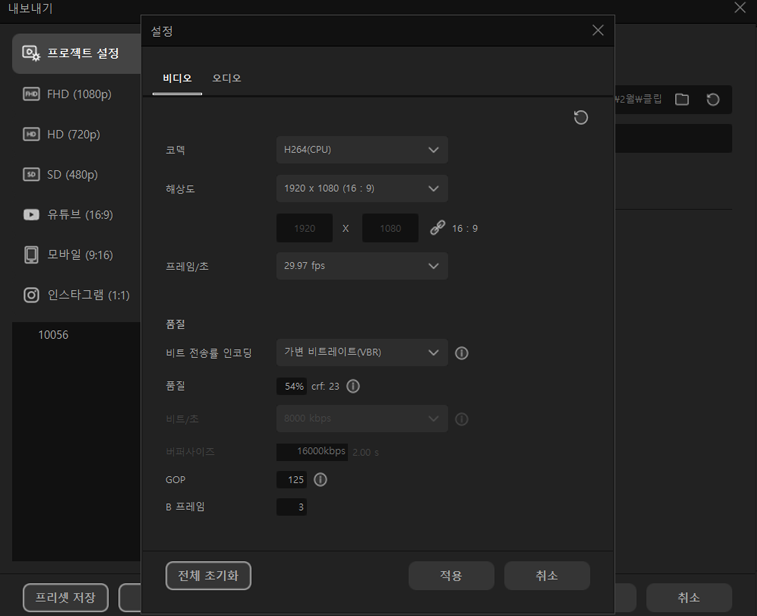 내보내기
설정
프로젝트 설정
FHD (1080p)
HD (720p)
SD (480p)
유튜브 (16:9)
모바일 (9:16)
인스타그램 (1:1)
10056
비디오 오디오
₩2월₩클립
코덱 H264(CPU)
해상도 1920 x 1080 (16 : 9)
1920 X 1080 16 : 9
프레임/초 29.97 fps
품질
비트 전송률 인코딩 가변 비트레이트(VBR)
품질 54% crf: 23
비트/초 8000 kbps
버퍼사이즈 16000kbps 2.00 s
GOP 125
B 프레임 3
전체 초기화 적용 취소
프리셋 저장 취소